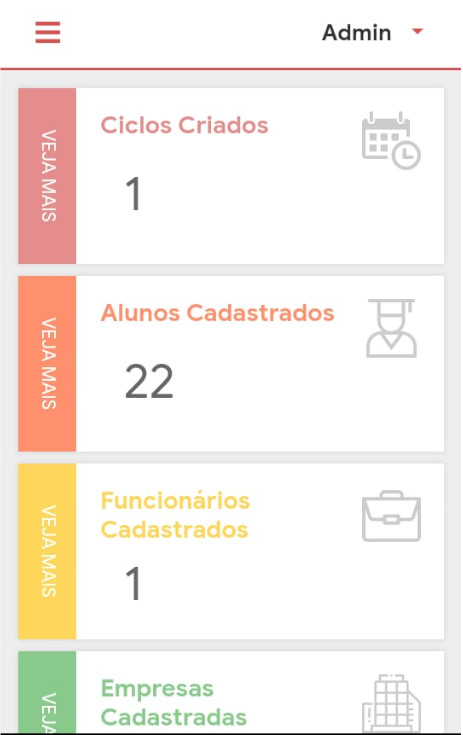 Admin
VEJA MAIS
Ciclos Criados
1
VEJA MAIS
Alunos Cadastrados
22
VEJA MAIS
Funcionários
Cadastrados
1
VEJA
Empresas
Cadastradas